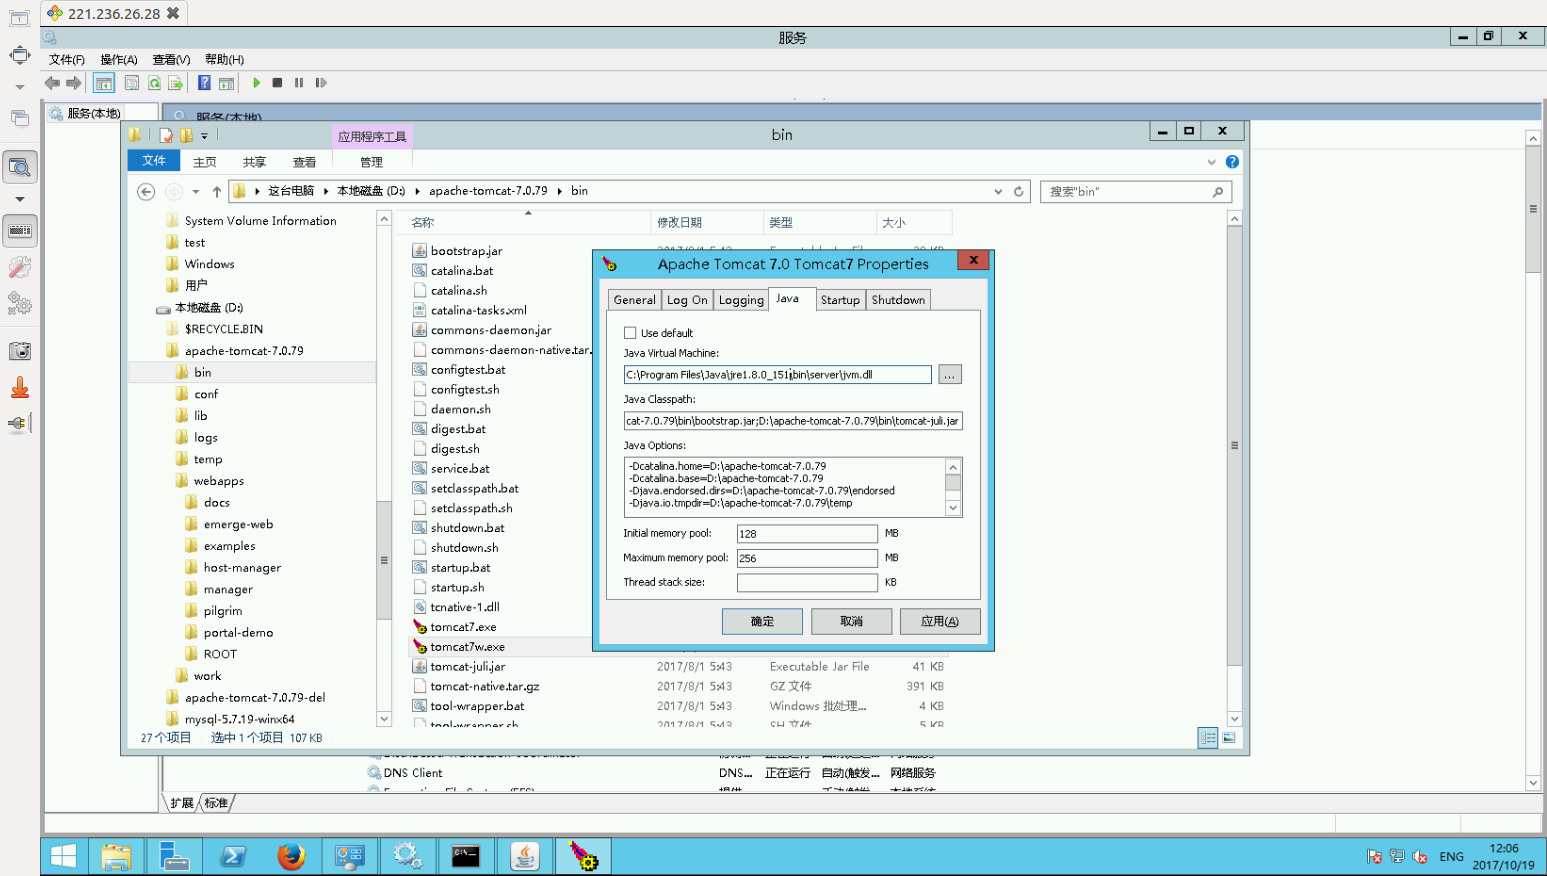 221.236.26.28
服务
文件(F) 操作(A) 查看(V) 帮助(H)
服务(本地)
服务(本地)
应用程序工具
bin
文件 主页 共享 查看 管理
这台电脑 本地磁盘 (D:) apache-tomcat-7.0.79 bin
搜索"bin"
System Volume Information
test
Windows
用户
本地磁盘 (D:)
$RECYCLE.BIN
apache-tomcat-7.0.79
bin
conf
lib
logs
temp
webapps
docs
emerge-web
examples
host-manager
manager
pilgrim
portal-demo
ROOT
work
apache-tomcat-7.0.79-del
mysql-5.7.19-winx64
名称 修改日期 类型 大小
bootstrap.jar
catalina.bat
catalina.sh
catalina-tasks.xml
commons-daemon.jar
commons-daemon-native.tar.
configtest.bat
configtest.sh
daemon.sh
digest.bat
digest.sh
service.bat
setclasspath.bat
setclasspath.sh
shutdown.bat
shutdown.sh
startup.bat
startup.sh
tcnative-1.dll
tomcat7.exe
tomcat7w.exe
tomcat-juli.jar 2017/8/1 5:43 Executable Jar File 41 KB
tomcat-native.tar.gz 2017/8/1 5:43 GZ 文件 391 KB
tool-wrapper.bat 2017/8/1 5:43 Windows 批处理... 4 KB
tool-wrapper.sh 2017/8/1 5:43 SH 文件 5 KB
27 个项目 选中 1 个项目 107 KB
Apache Tomcat 7.0 Tomcat7 Properties
General Log On Logging Java Startup Shutdown
Use default
Java Virtual Machine:
C:\Program Files\Java\jre1.8.0_151\bin\server\jvm.dll
...
Java Classpath:
cat-7.0.79\bin\bootstrap.jar;D:\apache-tomcat-7.0.79\bin\tomcat-juli.jar
Java Options:
-Dcatalina.home=D:\apache-tomcat-7.0.79
-Dcatalina.base=D:\apache-tomcat-7.0.79
-Djava.endorsed.dirs=D:\apache-tomcat-7.0.79\endorsed
-Djava.io.tmpdir=D:\apache-tomcat-7.0.79\temp
Initial memory pool: 128 MB
Maximum memory pool: 256 MB
Thread stack size: KB
确定 取消 应用(A)
DNS Client DNS... 正在运行 自动(触发... 网络服务
扩展 标准
ENG
12:06
2017/10/19